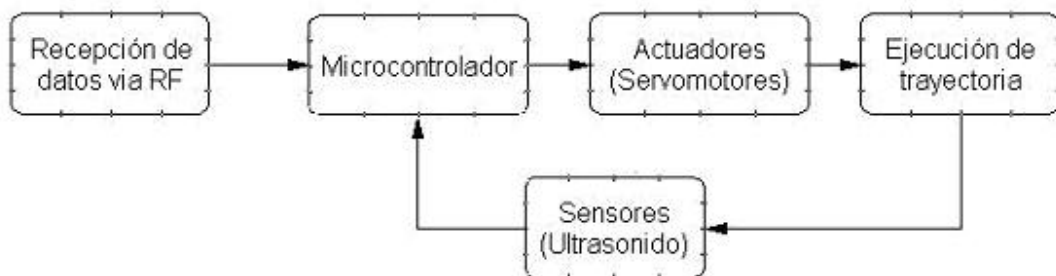 Recepción de
datos via RF
Microcontrolador
Actuadores
(Servomotores)
Ejecución de
trayectoria
Sensores
(Ultrasonido)